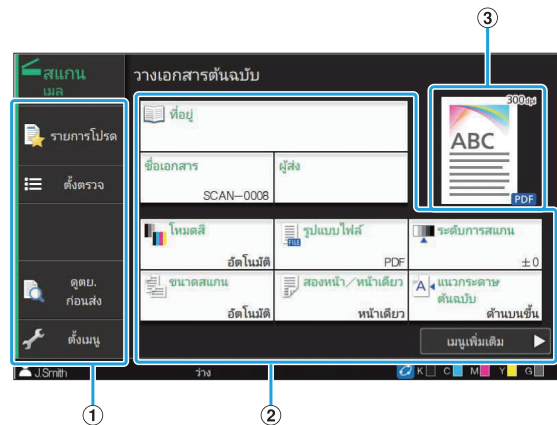 ③
สแกน
เมล
วางเอกสารต้นฉบับ
รายการโปรด
ตั้งตรวจ
ดูตย.
ก่อนส่ง
ตั้งเมนู
ที่อยู่
ชื่อเอกสาร
SCAN-0008
ผู้ส่ง
300dpi
ABC
PDF
โหมดสี
อัตโนมัติ
รูปแบบไฟล์
FILE
PDF
ระดับการสแกน
±0
ขนาดสแกน
อัตโนมัติ
สองหน้า/หน้าเดียว
หน้าเดียว
A
แนวกระดาษ
ต้นฉบับ
ด้านบนขึ้น
เมนูเพิ่มเติม
J.Smith
ว่าง
K C M Y G
① ②